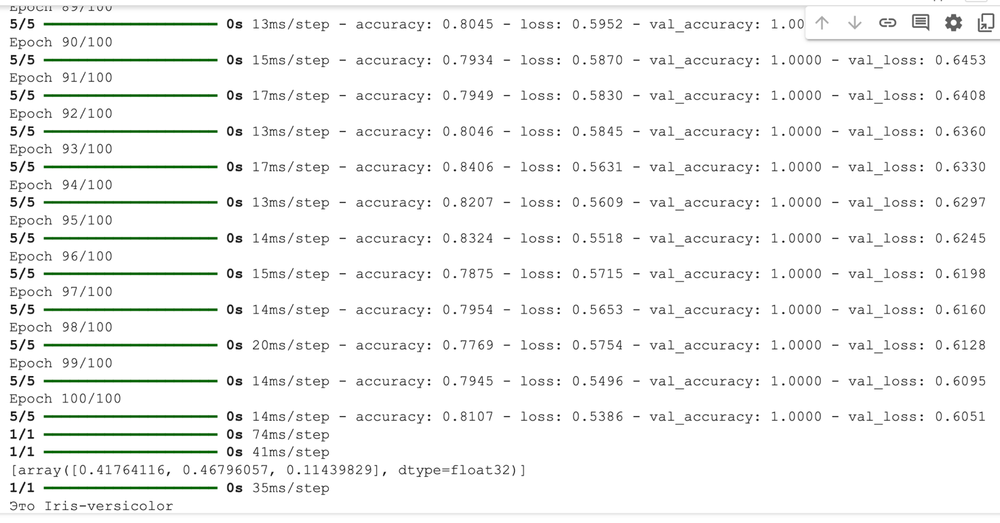 Epoch 89/100
5/5 0s 13ms/step - accuracy: 0.8045 - loss: 0.5952 - val_accuracy: 1.00
Epoch 90/100
5/5 0s 15ms/step - accuracy: 0.7934 - loss: 0.5870 - val_accuracy: 1.0000 - val_loss: 0.6453
Epoch 91/100
5/5 0s 17ms/step - accuracy: 0.7949 - loss: 0.5830 - val_accuracy: 1.0000 - val_loss: 0.6408
Epoch 92/100
5/5 0s 13ms/step - accuracy: 0.8046 - loss: 0.5845 - val_accuracy: 1.0000 - val_loss: 0.6360
Epoch 93/100
5/5 0s 17ms/step - accuracy: 0.8406 - loss: 0.5631 - val_accuracy: 1.0000 - val_loss: 0.6330
Epoch 94/100
5/5 0s 13ms/step - accuracy: 0.8207 - loss: 0.5609 - val_accuracy: 1.0000 - val_loss: 0.6297
Epoch 95/100
5/5 0s 14ms/step - accuracy: 0.8324 - loss: 0.5518 - val_accuracy: 1.0000 - val_loss: 0.6245
Epoch 96/100
5/5 0s 15ms/step - accuracy: 0.7875 - loss: 0.5715 - val_accuracy: 1.0000 - val_loss: 0.6198
Epoch 97/100
5/5 0s 14ms/step - accuracy: 0.7954 - loss: 0.5653 - val_accuracy: 1.0000 - val_loss: 0.6160
Epoch 98/100
5/5 0s 20ms/step - accuracy: 0.7769 - loss: 0.5754 - val_accuracy: 1.0000 - val_loss: 0.6128
Epoch 99/100
5/5 0s 14ms/step - accuracy: 0.7945 - loss: 0.5496 - val_accuracy: 1.0000 - val_loss: 0.6095
Epoch 100/100
5/5 0s 14ms/step - accuracy: 0.8107 - loss: 0.5386 - val_accuracy: 1.0000 - val_loss: 0.6051
1/1 0s 74ms/step
1/1 0s 41ms/step
[array([0.41764116, 0.46796057, 0.11439829], dtype=float32)]
1/1 0s 35ms/step
Это Iris-versicolor